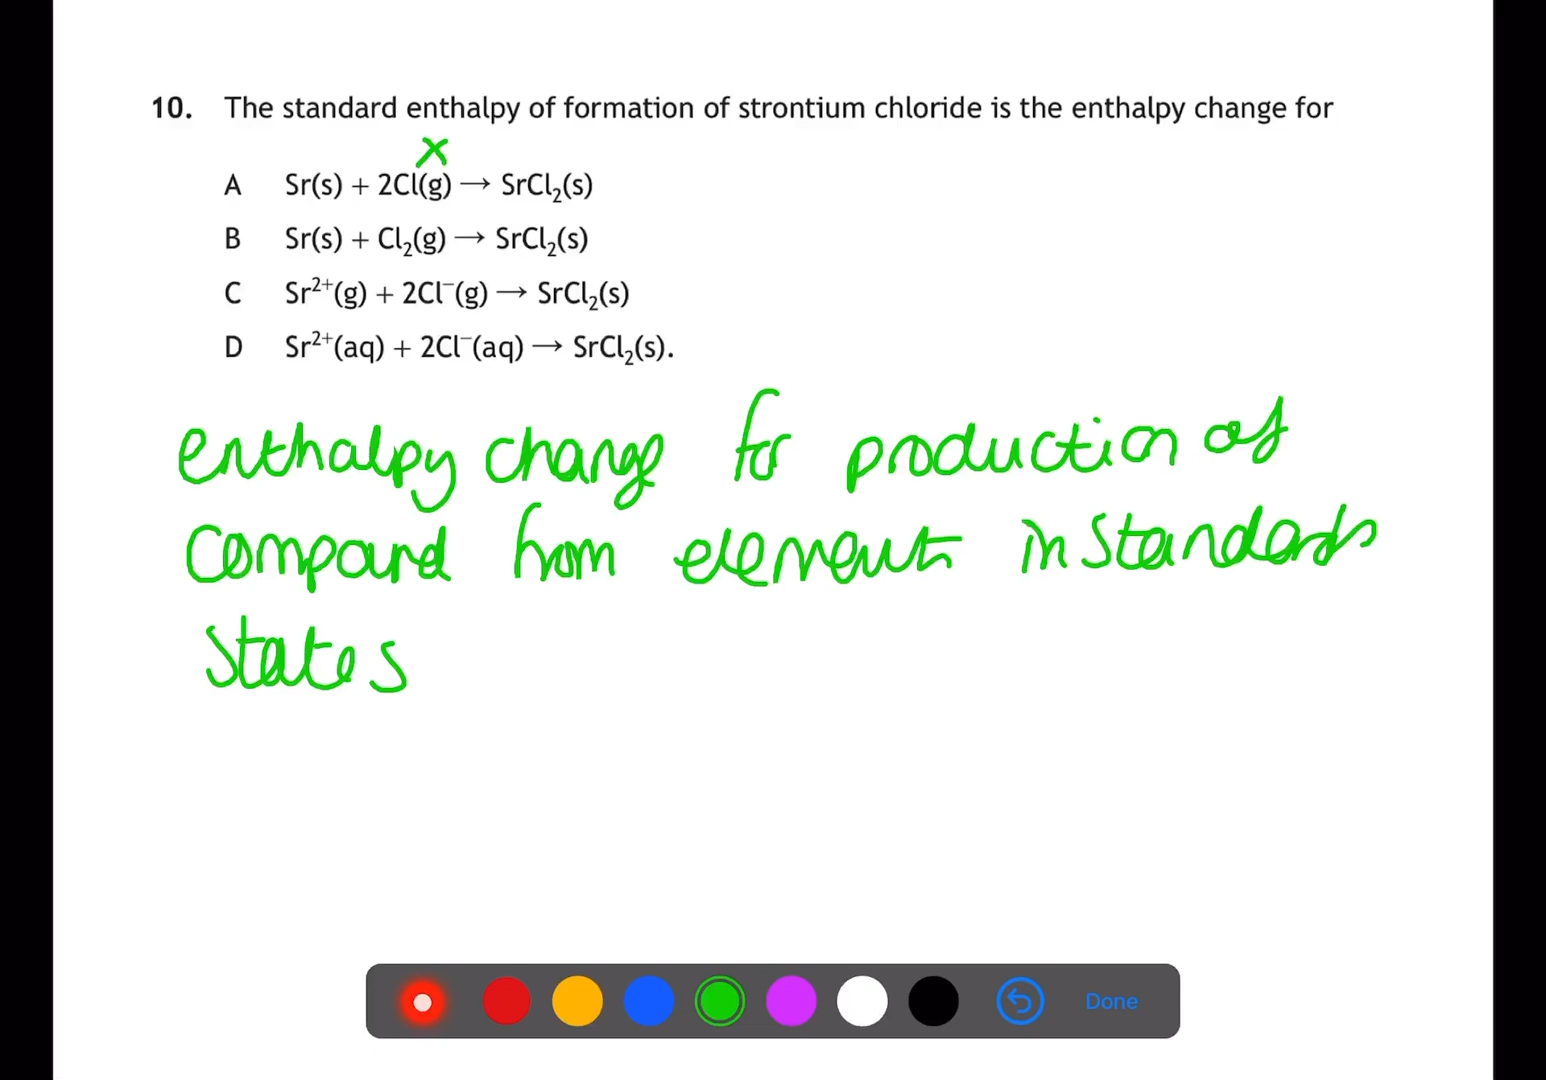 10. The standard enthalpy of formation of strontium chloride is the enthalpy change for
x
A Sr(s) + 2Cl(g) → SrCl₂(s)
B Sr(s) + Cl₂(g) → SrCl₂(s)
C Sr²⁺(g) + 2Cl⁻(g) → SrCl₂(s)
D Sr²⁺(aq) + 2Cl⁻(aq) → SrCl₂(s).
enthalpy change for production of
compound from elements in standards
states
Done